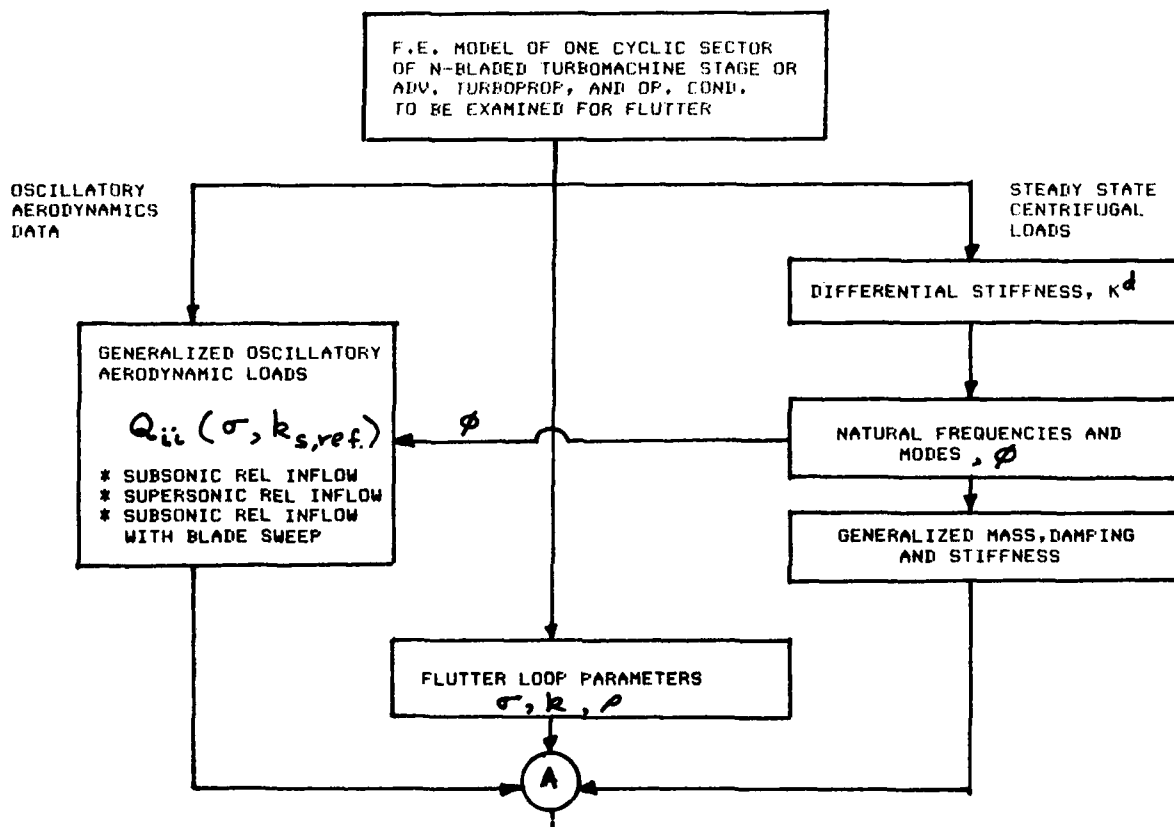 F.E. MODEL OF ONE CYCLIC SECTOR
OF N-BLADED TURBOMACHINE STAGE OR
ADV. TURBOPROP, AND OP. COND.
TO BE EXAMINED FOR FLUTTER
OSCILLATORY
AERODYNAMICS
DATA
STEADY STATE
CENTRIFUGAL
LOADS
DIFFERENTIAL STIFFNESS, K^d
GENERALIZED OSCILLATORY
AERODYNAMIC LOADS
Q_ii (σ, k_s,ref.)
* SUBSONIC REL INFLOW
* SUPERSONIC REL INFLOW
* SUBSONIC REL INFLOW
WITH BLADE SWEEP
ø
NATURAL FREQUENCIES AND
MODES, ø
GENERALIZED MASS, DAMPING
AND STIFFNESS
FLUTTER LOOP PARAMETERS
σ, k, ρ
A